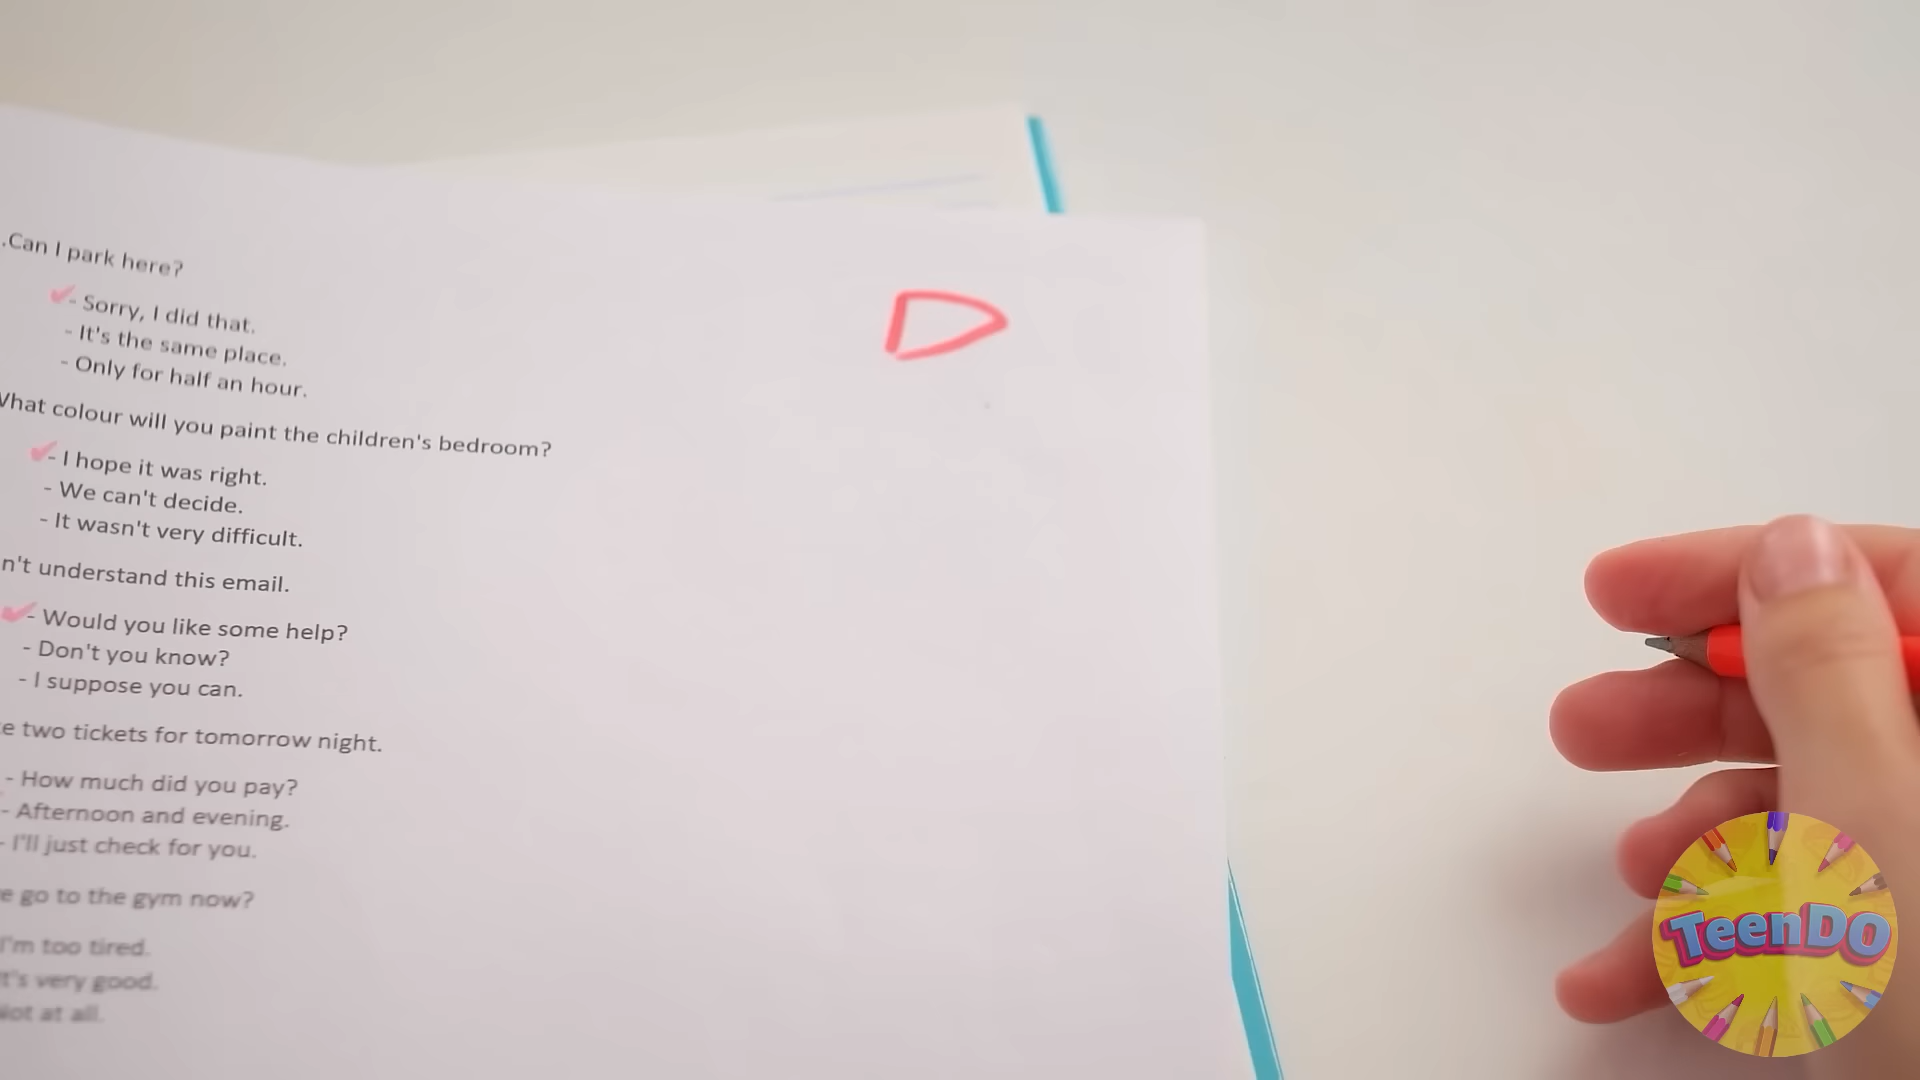 .Can I park here?
- Sorry, I did that.
- It's the same place.
- Only for half an hour.
What colour will you paint the children's bedroom?
- I hope it was right.
- We can't decide.
- It wasn't very difficult.
n't understand this email.
- Would you like some help?
- Don't you know?
- I suppose you can.
e two tickets for tomorrow night.
- How much did you pay?
- Afternoon and evening.
- I'll just check for you.
e go to the gym now?
I'm too tired.
It's very good.
Not at all.
D
TeenDO